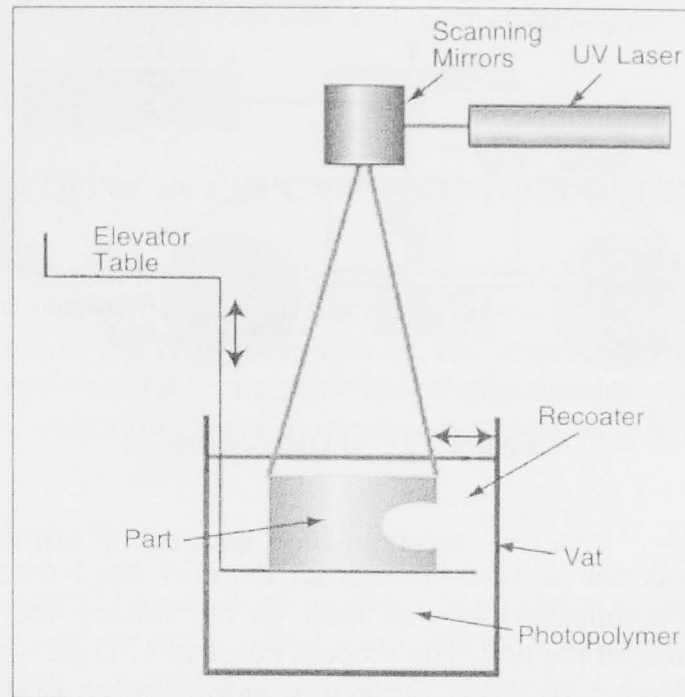 Scanning
Mirrors
UV Laser
Elevator
Table
Recoater
Part
Vat
Photopolymer